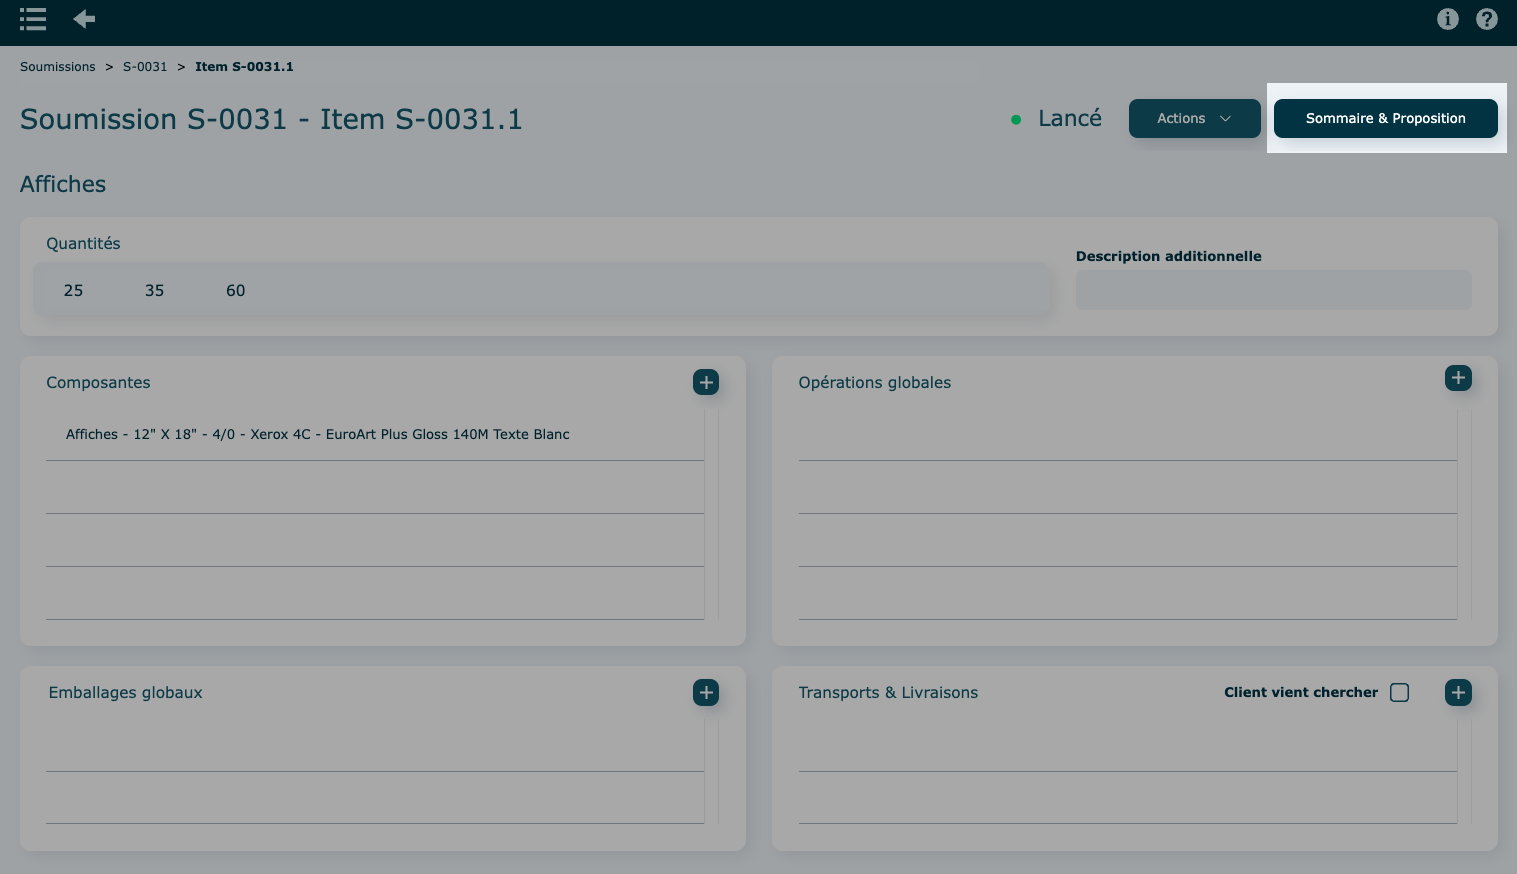 Soumissions > S-0031 > Item S-0031.1
Soumission S-0031 - Item S-0031.1
Lancé
Actions
Sommaire & Proposition
Affiches
Quantités
25 35 60
Description additionnelle
Composantes
Affiches - 12" X 18" - 4/0 - Xerox 4C - EuroArt Plus Gloss 140M Texte Blanc
Opérations globales
Emballages globaux
Transports & Livraisons
Client vient chercher